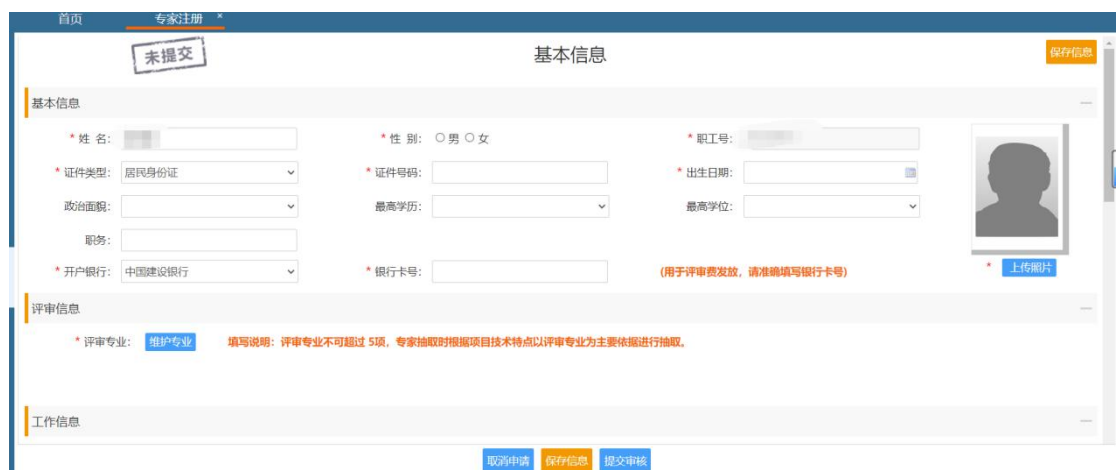 首页 专家注册 ×
未提交 基本信息 保存信息
基本信息
* 姓 名: * 性 别: 男 女 * 职工号:
* 证件类型: 居民身份证 * 证件号码: * 出生日期:
政治面貌: 最高学历: 最高学位:
职务:
* 开户银行: 中国建设银行 * 银行卡号: (用于评审费发放，请准确填写银行卡号) * 上传照片
评审信息
* 评审专业: 维护专业 填写说明：评审专业不可超过 5项，专家抽取时根据项目技术特点以评审专业为主要依据进行抽取。
工作信息
取消申请 保存信息 提交审核